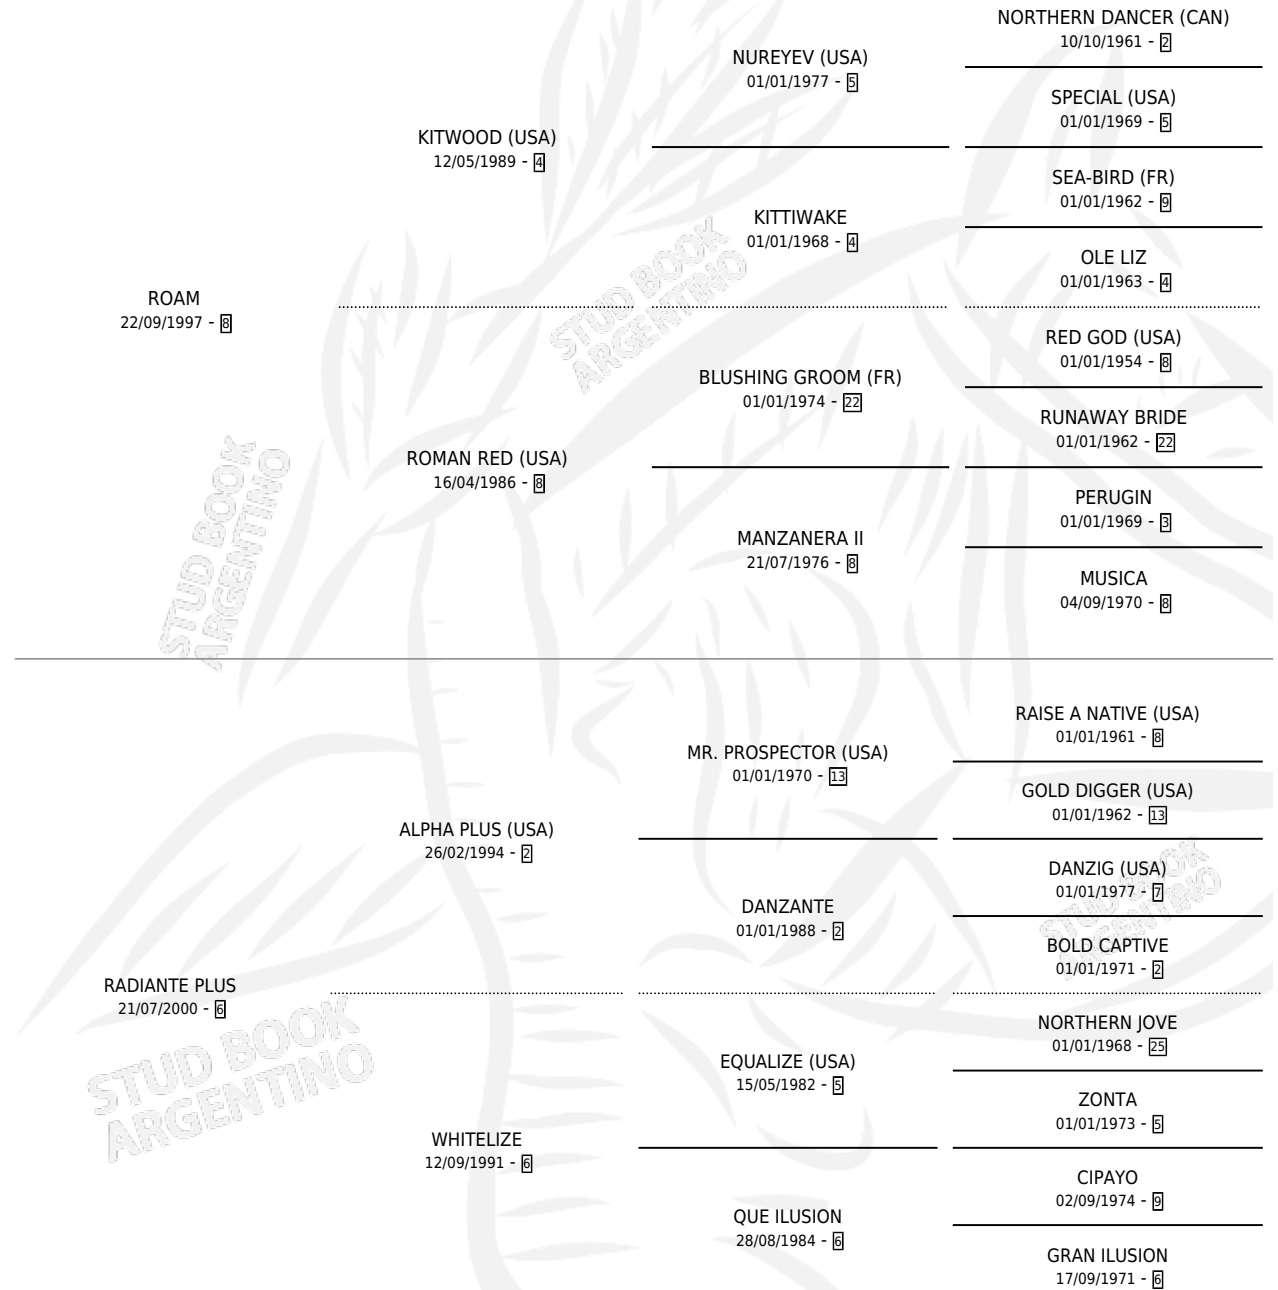 NORTHERN DANCER (CAN)
10/10/1961 - 2
NUREYEV (USA)
01/01/1977 - 5
SPECIAL (USA)
01/01/1969 - 5
KITWOOD (USA)
12/05/1989 - 4
SEA-BIRD (FR)
01/01/1962 - 9
KITTIWAKE
01/01/1968 - 4
OLE LIZ
01/01/1963 - 4
ROAM
22/09/1997 - 8
RED GOD (USA)
01/01/1954 - 8
BLUSHING GROOM (FR)
01/01/1974 - 22
RUNAWAY BRIDE
01/01/1962 - 22
ROMAN RED (USA)
16/04/1986 - 8
PERUGIN
01/01/1969 - 3
MANZANERA II
21/07/1976 - 8
MUSICA
04/09/1970 - 8
STUD BOOK
ARGENTINO
STUD BOOK
ARGENTINO
RAISE A NATIVE (USA)
01/01/1961 - 8
MR. PROSPECTOR (USA)
01/01/1970 - 13
GOLD DIGGER (USA)
01/01/1962 - 13
ALPHA PLUS (USA)
26/02/1994 - 2
DANZIG (USA)
01/01/1977 - 7
DANZANTE
01/01/1988 - 2
BOLD CAPTIVE
01/01/1971 - 2
RADIANTE PLUS
21/07/2000 - 6
NORTHERN JOVE
01/01/1968 - 25
EQUALIZE (USA)
15/05/1982 - 5
ZONTA
01/01/1973 - 5
WHITELIZE
12/09/1991 - 6
CIPAYO
02/09/1974 - 9
QUE ILUSION
28/08/1984 - 6
GRAN ILUSION
17/09/1971 - 6
STUD BOOK
ARGENTINO
STUD BOOK
ARGENTINO